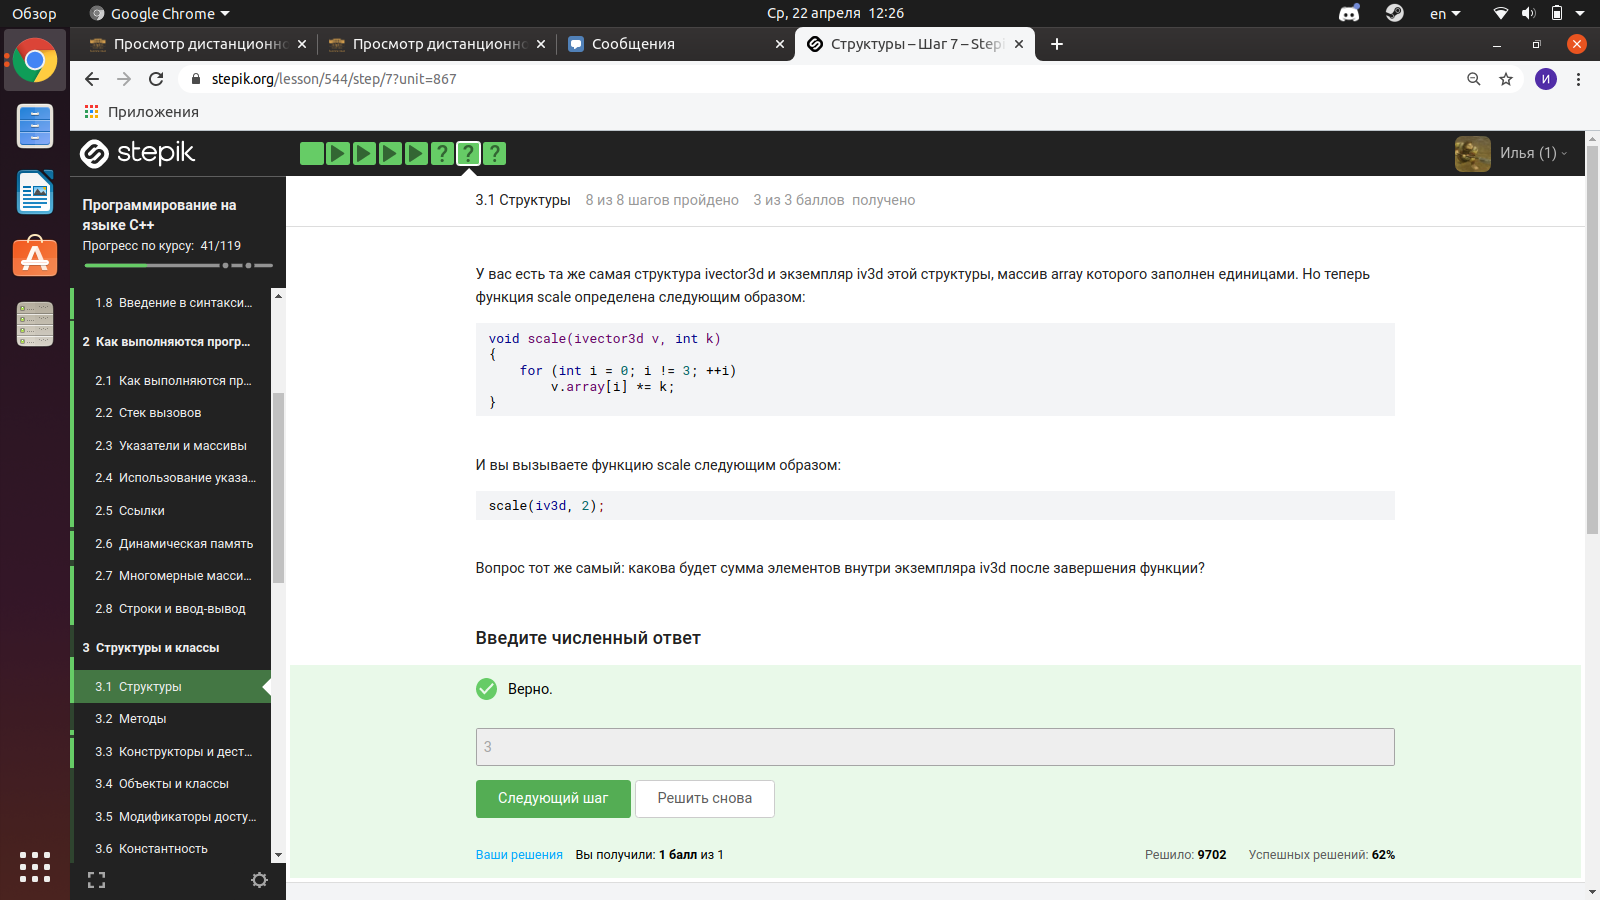 Обзор
Google Chrome
Ср, 22 апреля 12:26
en
Просмотр дистанционн
Просмотр дистанционн
Сообщения
Структуры – Шаг 7 – Step
stepik.org/lesson/544/step/7?unit=867
И
Приложения
stepik
Илья (1)
Программирование на
языке C++
Прогресс по курсу: 41/119
1.8 Введение в синтакси...
2 Как выполняются прогр...
2.1 Как выполняются пр...
2.2 Стек вызовов
2.3 Указатели и массивы
2.4 Использование указа...
2.5 Ссылки
2.6 Динамическая память
2.7 Многомерные масси...
2.8 Строки и ввод-вывод
3 Структуры и классы
3.1 Структуры
3.2 Методы
3.3 Конструкторы и дест...
3.4 Объекты и классы
3.5 Модификаторы досту...
3.6 Константность
3.1 Структуры 8 из 8 шагов пройдено 3 из 3 баллов получено
У вас есть та же самая структура ivector3d и экземпляр iv3d этой структуры, массив array которого заполнен единицами. Но теперь
функция scale определена следующим образом:
void scale(ivector3d v, int k)
{
for (int i = 0; i != 3; ++i)
v.array[i] *= k;
}
И вы вызываете функцию scale следующим образом:
scale(iv3d, 2);
Вопрос тот же самый: какова будет сумма элементов внутри экземпляра iv3d после завершения функции?
Введите численный ответ
Верно.
3
Следующий шаг
Решить снова
Ваши решения Вы получили: 1 балл из 1
Решило: 9702 Успешных решений: 62%